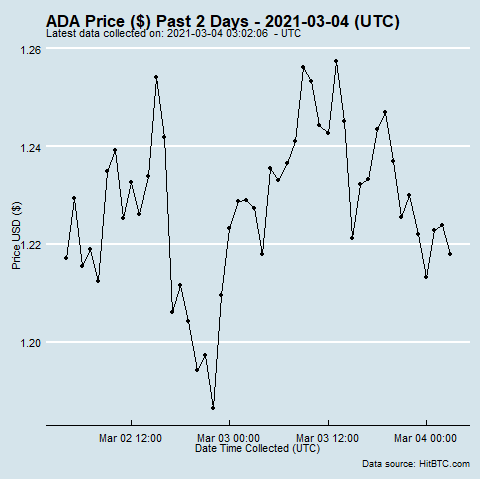 ADA Price ($) Past 2 Days - 2021-03-04 (UTC)
Latest data collected on: 2021-03-04 03:02:06 - UTC
1.26
1.24
1.22
1.20
Price USD ($)
Mar 02 12:00 Mar 03 00:00 Mar 03 12:00 Mar 04 00:00
Date Time Collected (UTC)
Data source: HitBTC.com